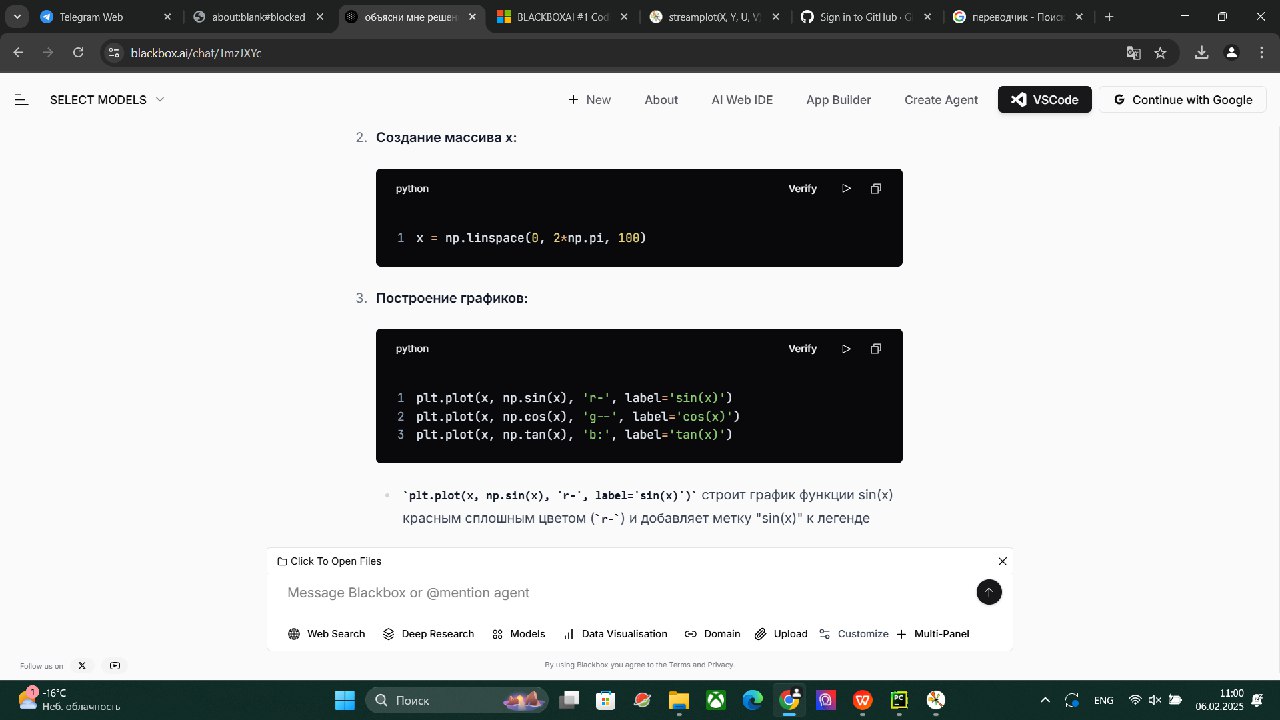 Telegram Web
about:blank#blocked
объясни мне решени
BLACKBOXAI #1 Cod
streamplot(X, Y, U, V
Sign in to GitHub · G
переводчик - Поиск
blackbox.ai/chat/1mzJXYc
SELECT MODELS
New
About
AI Web IDE
App Builder
Create Agent
VSCode
Continue with Google
2. Создание массива x:
python
Verify
1 x = np.linspace(0, 2*np.pi, 100)
3. Построение графиков:
python
Verify
1 plt.plot(x, np.sin(x), 'r-', label='sin(x)')
2 plt.plot(x, np.cos(x), 'g--', label='cos(x)')
3 plt.plot(x, np.tan(x), 'b:', label='tan(x)')
`plt.plot(x, np.sin(x), 'r-', label='sin(x)')` строит график функции sin(x)
красным сплошным цветом (`r-`) и добавляет метку "sin(x)" к легенде
Click To Open Files
Message Blackbox or @mention agent
Web Search
Deep Research
Models
Data Visualisation
Domain
Upload
Customize
Multi-Panel
Follow us on
By using Blackbox you agree to the Terms and Privacy.
1
-16°C
Неб. облачность
Поиск
ENG
11:00
06.02.2025